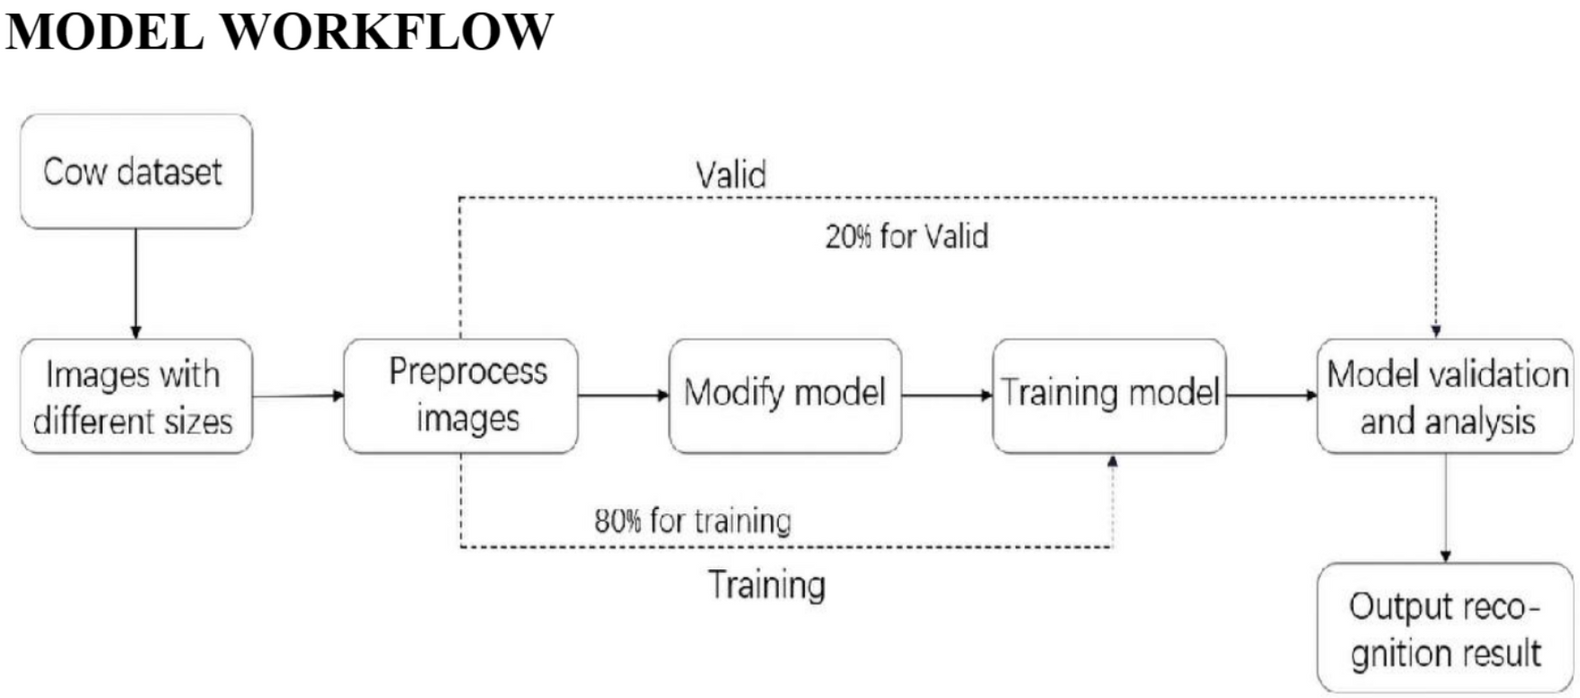 MODEL WORKFLOW
Cow dataset
Valid
20% for Valid
Images with
different sizes
Preprocess
images
Modify model
Training model
Model validation
and analysis
80% for training
Training
Output reco-
gnition result